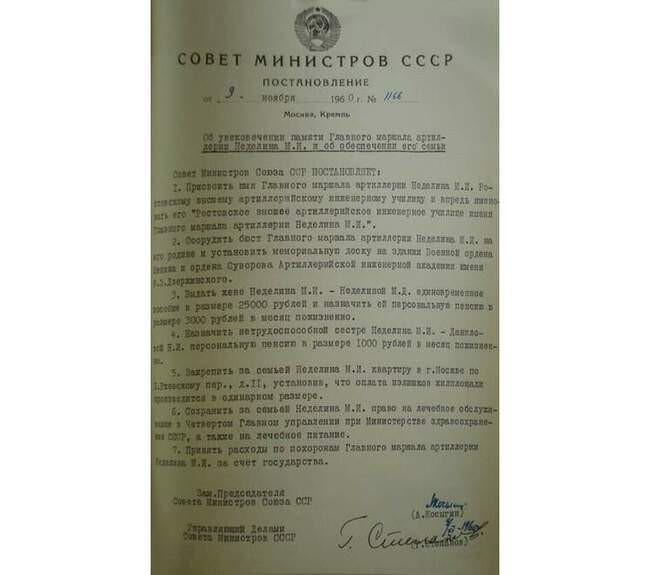 СОВЕТ МИНИСТРОВ СССР
ПОСТАНОВЛЕНИЕ
от 9 - ноября 1960 г. № 1166
Москва, Кремль
Об увековечении памяти Главного маршала артил-
лерии Неделина М.И. и об обеспечении его семьи
Совет Министров Союза ССР ПОСТАНОВЛЯЕТ:
1. Присвоить имя Главного маршала артиллерии Неделина М.И. Рос-
товскому высшему артиллерийскому инженерному училищу и впредь имено-
вать его "Ростовское высшее артиллерийское инженерное училище имени
Главного маршала артиллерии Неделина М.И.".
2. Соорудить бюст Главного маршала артиллерии Неделина М.И. на
его родине и установить мемориальную доску на здании Военной ордена
Ленина и ордена Суворова Артиллерийской инженерной академии имени
Ф.Э.Дзержинского.
3. Выдать жене Неделина М.И. - Неделиной М.Д. единовременное
пособие в размере 25000 рублей и назначить ей персональную пенсию в
размере 3000 рублей в месяц пожизненно.
4. Назначить нетрудоспособной сестре Неделина М.И. - Данило-
вой Е.И. персональную пенсию в размере 1000 рублей в месяц пожизнен-
но.
5. Закрепить за семьей Неделина М.И. квартиру в г.Москве по
Ржевскому пер., д.11, установив, что оплата излишков жилплощади
производится в одинарном размере.
6. Сохранить за семьей Неделина М.И. право на лечебное обслужи-
вание в Четвертом Главном управлении при Министерстве здравоохране-
ния СССР, а также на лечебное питание.
7. Принять расходы по похоронам Главного маршала артиллерии
Неделина М.И. за счет государства.
Зам.Председателя
Совета Министров Союза ССР
(А.Косыгин)
Управляющий Делами
Совета Министров СССР
Г. Степанов
(Г.Степанов)